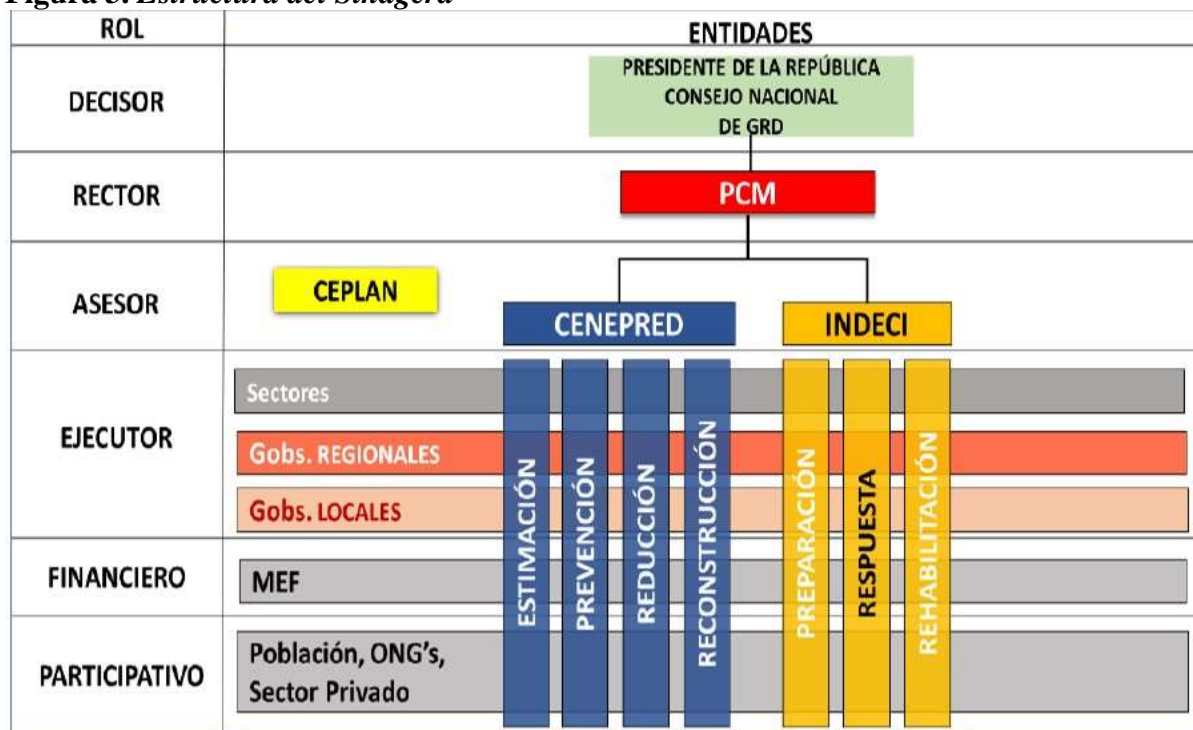 Figura 3. Estructura del Sinagerd
ROL
ENTIDADES
DECISOR
PRESIDENTE DE LA REPÚBLICA
CONSEJO NACIONAL
DE GRD
RECTOR
PCM
ASESOR
CEPLAN
CENEPRED
INDECI
EJECUTOR
Sectores
Gobs. REGIONALES
Gobs. LOCALES
FINANCIERO
MEF
PARTICIPATIVO
Población, ONG's,
Sector Privado
ESTIMACIÓN
PREVENCIÓN
REDUCCIÓN
RECONSTRUCCIÓN
PREPARACIÓN
RESPUESTA
REHABILITACIÓN